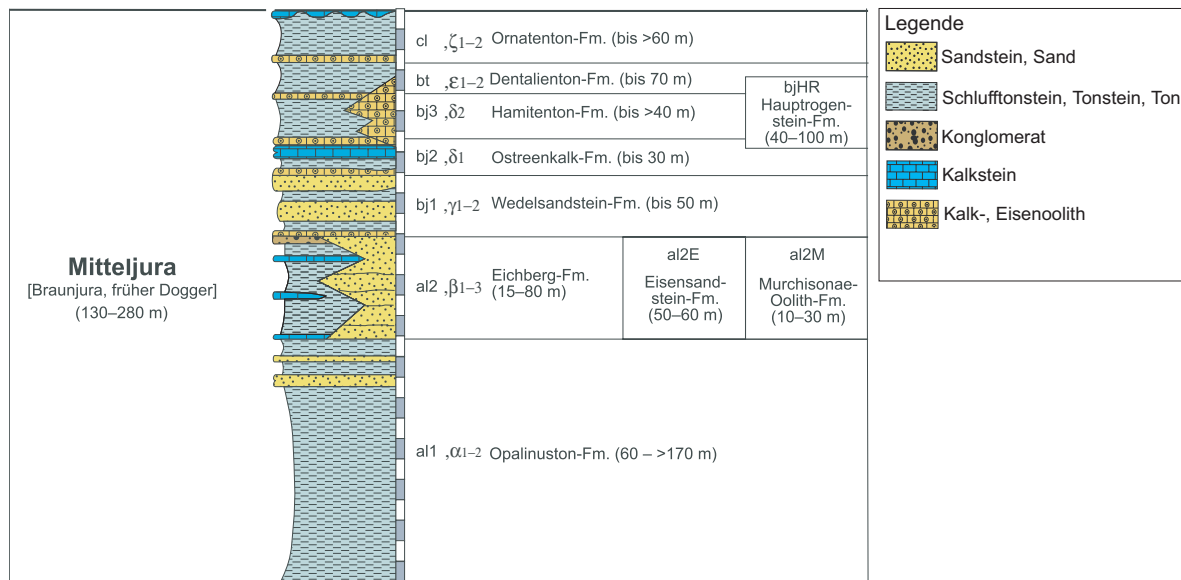 Mitteljura
[Braunjura, früher Dogger]
(130–280 m)
cl ,ζ1–2 Ornatenton-Fm. (bis >60 m)
bt ,ε1–2 Dentalienton-Fm. (bis 70 m)
bj3 ,δ2 Hamitenton-Fm. (bis >40 m)
bjHR
Hauptrogen-
stein-Fm.
(40–100 m)
bj2 ,δ1 Ostreenkalk-Fm. (bis 30 m)
bj1 ,γ1–2 Wedelsandstein-Fm. (bis 50 m)
al2 ,β1–3 Eichberg-Fm.
(15–80 m)
al2E
Eisensand-
stein-Fm.
(50–60 m)
al2M
Murchisonae-
Oolith-Fm.
(10–30 m)
al1 ,α1–2 Opalinuston-Fm. (60 – >170 m)
Legende
Sandstein, Sand
Schlufftonstein, Tonstein, Ton
Konglomerat
Kalkstein
Kalk-, Eisenoolith